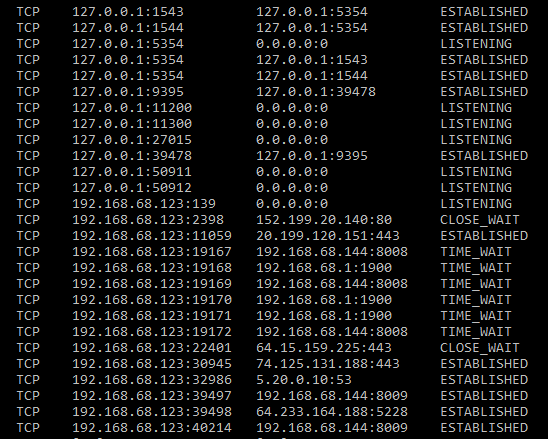 TCP 127.0.0.1:1543 127.0.0.1:5354 ESTABLISHED
TCP 127.0.0.1:1544 127.0.0.1:5354 ESTABLISHED
TCP 127.0.0.1:5354 0.0.0.0:0 LISTENING
TCP 127.0.0.1:5354 127.0.0.1:1543 ESTABLISHED
TCP 127.0.0.1:5354 127.0.0.1:1544 ESTABLISHED
TCP 127.0.0.1:9395 127.0.0.1:39478 ESTABLISHED
TCP 127.0.0.1:11200 0.0.0.0:0 LISTENING
TCP 127.0.0.1:11300 0.0.0.0:0 LISTENING
TCP 127.0.0.1:27015 0.0.0.0:0 LISTENING
TCP 127.0.0.1:39478 127.0.0.1:9395 ESTABLISHED
TCP 127.0.0.1:50911 0.0.0.0:0 LISTENING
TCP 127.0.0.1:50912 0.0.0.0:0 LISTENING
TCP 192.168.68.123:139 0.0.0.0:0 LISTENING
TCP 192.168.68.123:2398 152.199.20.140:80 CLOSE_WAIT
TCP 192.168.68.123:11059 20.199.120.151:443 ESTABLISHED
TCP 192.168.68.123:19167 192.168.68.144:8008 TIME_WAIT
TCP 192.168.68.123:19168 192.168.68.1:1900 TIME_WAIT
TCP 192.168.68.123:19169 192.168.68.144:8008 TIME_WAIT
TCP 192.168.68.123:19170 192.168.68.1:1900 TIME_WAIT
TCP 192.168.68.123:19171 192.168.68.1:1900 TIME_WAIT
TCP 192.168.68.123:19172 192.168.68.144:8008 TIME_WAIT
TCP 192.168.68.123:22401 64.15.159.225:443 CLOSE_WAIT
TCP 192.168.68.123:30945 74.125.131.188:443 ESTABLISHED
TCP 192.168.68.123:32986 5.20.0.10:53 ESTABLISHED
TCP 192.168.68.123:39497 192.168.68.144:8009 ESTABLISHED
TCP 192.168.68.123:39498 64.233.164.188:5228 ESTABLISHED
TCP 192.168.68.123:40214 192.168.68.144:8009 ESTABLISHED